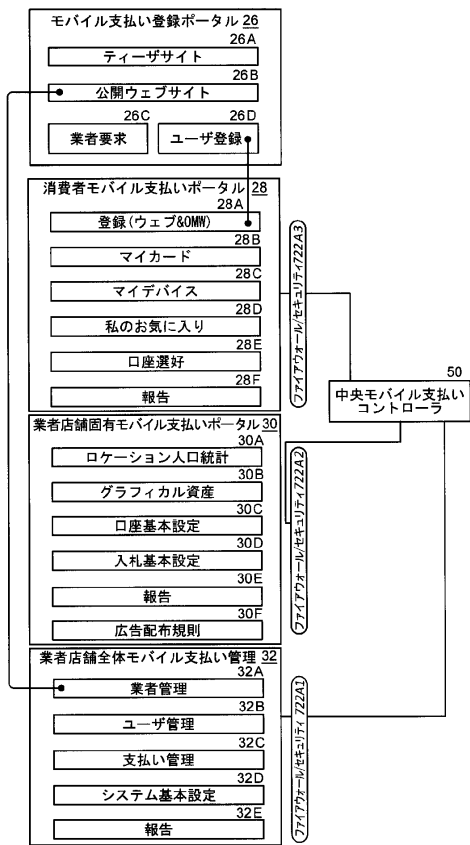 モバイル支払い登録ポータル 26
26A
ティーザサイト
26B
公開ウェブサイト
26C
業者要求
26D
ユーザ登録
消費者モバイル支払いポータル 28
28A
登録(ウェブ&OMW)
28B
マイカード
28C
マイデバイス
28D
私のお気に入り
28E
口座選好
28F
報告
ファイアウォール/セキュリティ722A3
50
中央モバイル支払い
コントローラ
業者店舗固有モバイル支払いポータル 30
30A
ロケーション人口統計
30B
グラフィカル資産
30C
口座基本設定
30D
入札基本設定
30E
報告
30F
広告配布規則
ファイアウォール/セキュリティ722A2
業者店舗全体モバイル支払い管理 32
32A
業者管理
32B
ユーザ管理
32C
支払い管理
32D
システム基本設定
32E
報告
ファイアウォール/セキュリティ 722A1